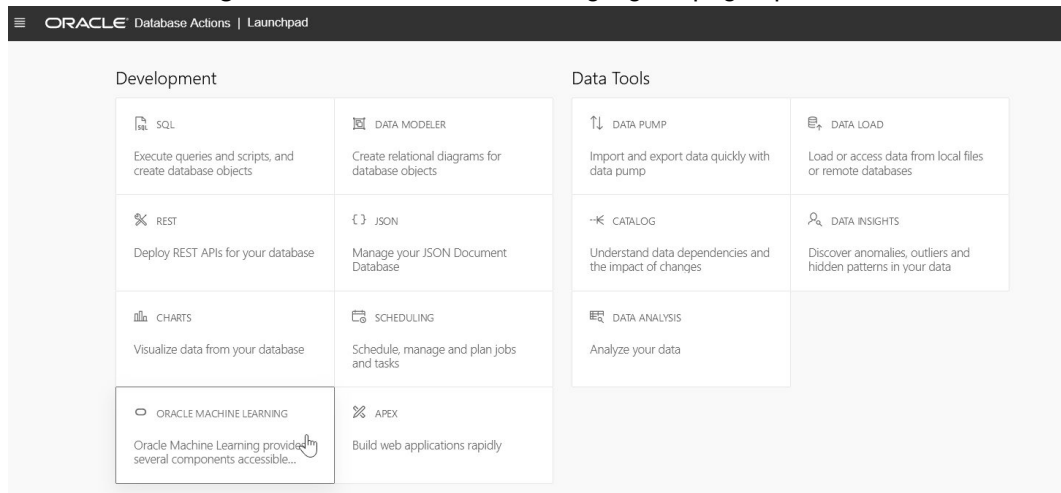 ORACLE Database Actions | Launchpad
Development
SQL
Execute queries and scripts, and
create database objects
DATA MODELER
Create relational diagrams for
database objects
REST
Deploy REST APIs for your database
{ } JSON
Manage your JSON Document
Database
CHARTS
Visualize data from your database
SCHEDULING
Schedule, manage and plan jobs
and tasks
ORACLE MACHINE LEARNING
Oracle Machine Learning provide
several components accessible...
APEX
Build web applications rapidly
Data Tools
DATA PUMP
Import and export data quickly with
data pump
DATA LOAD
Load or access data from local files
or remote databases
CATALOG
Understand data dependencies and
the impact of changes
DATA INSIGHTS
Discover anomalies, outliers and
hidden patterns in your data
DATA ANALYSIS
Analyze your data